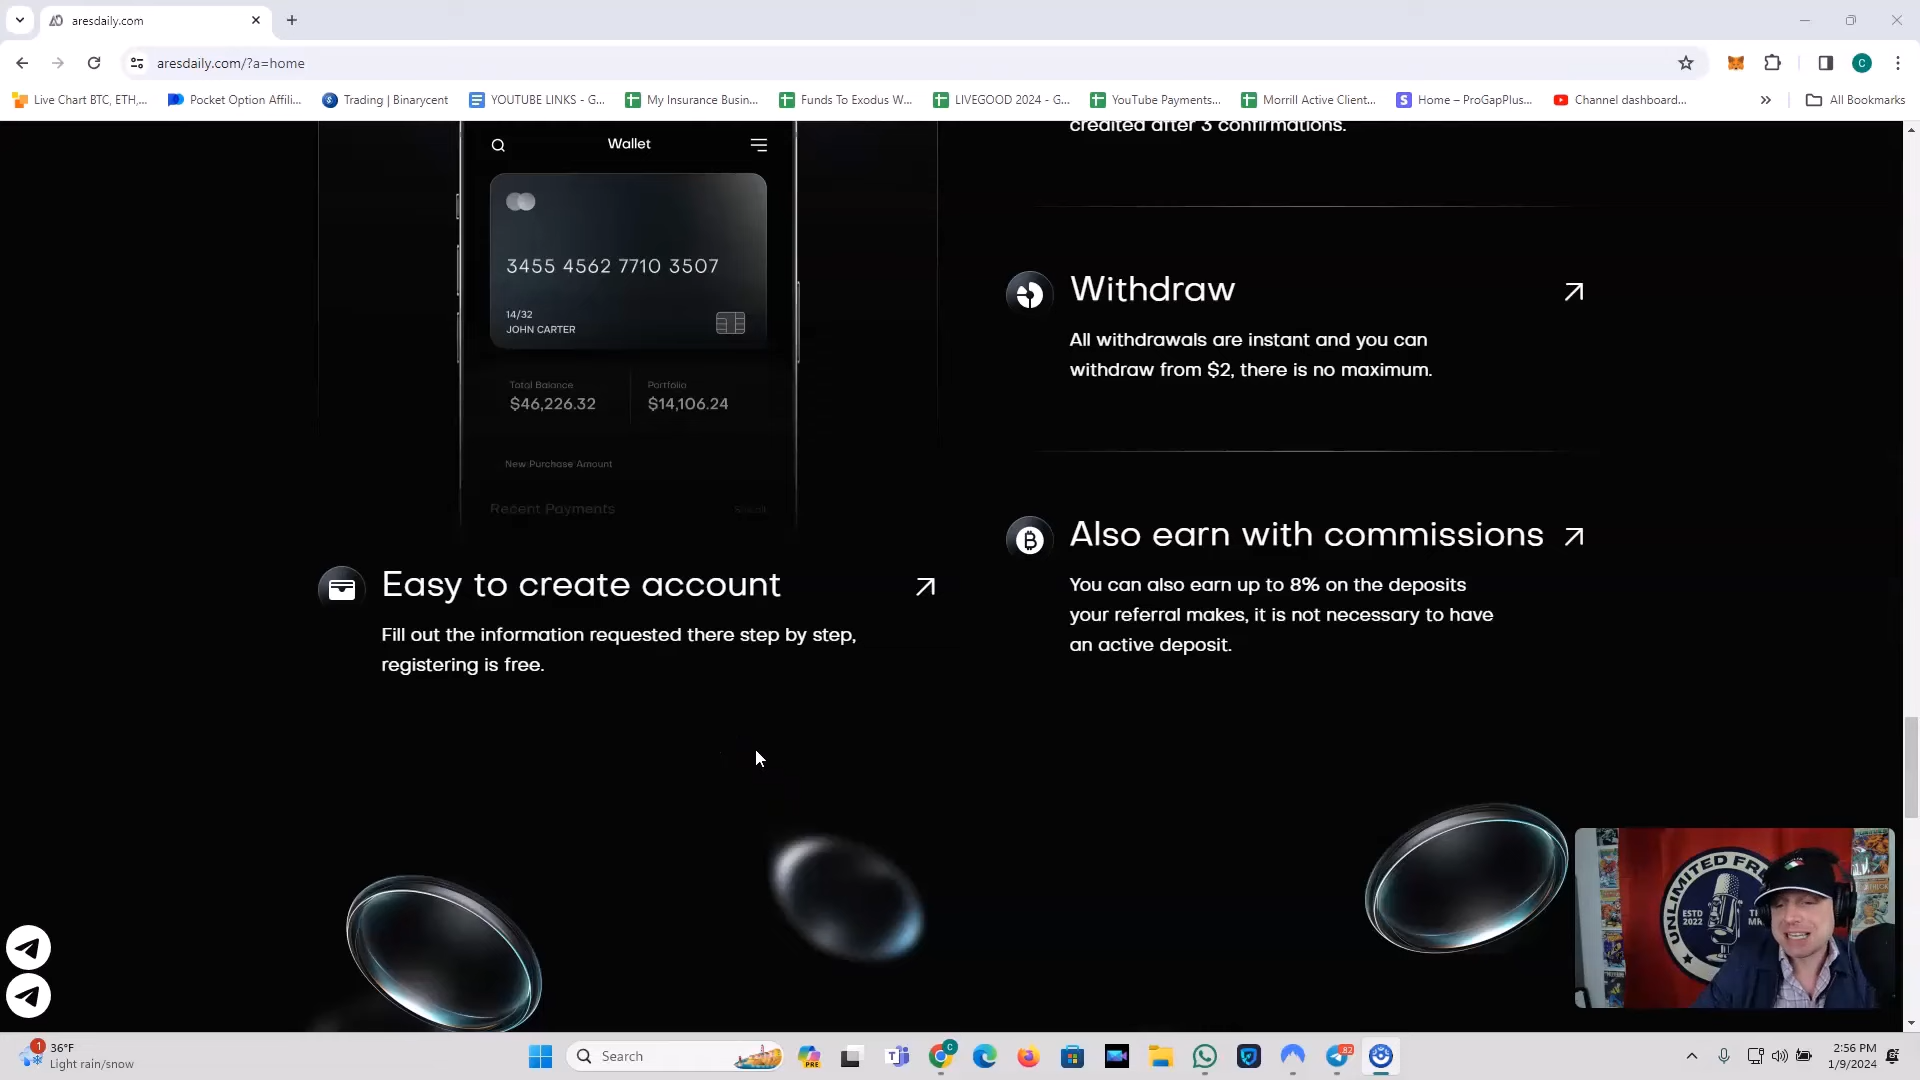 aresdaily.com
aresdaily.com/?a=home
C
Live Chart BTC, ETH,...
Pocket Option Affili...
Trading | Binarycent
YOUTUBE LINKS - G...
My Insurance Busin...
Funds To Exodus W...
LIVEGOOD 2024 - G...
YouTube Payments...
Morrill Active Client...
Home – ProGapPlus...
Channel dashboard...
All Bookmarks
credited after 3 confirmations.
Wallet
3455 4562 7710 3507
14/32
JOHN CARTER
Total Balance
$46,226.32
Portfolio
$14,106.24
New Purchase Amount
Recent Payments
Withdraw
All withdrawals are instant and you can
withdraw from $2, there is no maximum.
Also earn with commissions
You can also earn up to 8% on the deposits
your referral makes, it is not necessary to have
an active deposit.
Easy to create account
Fill out the information requested there step by step,
registering is free.
UNLIMITED
ESTD
2022
1
36°F
Light rain/snow
Search
PRE
C
82
2:56 PM
1/9/2024